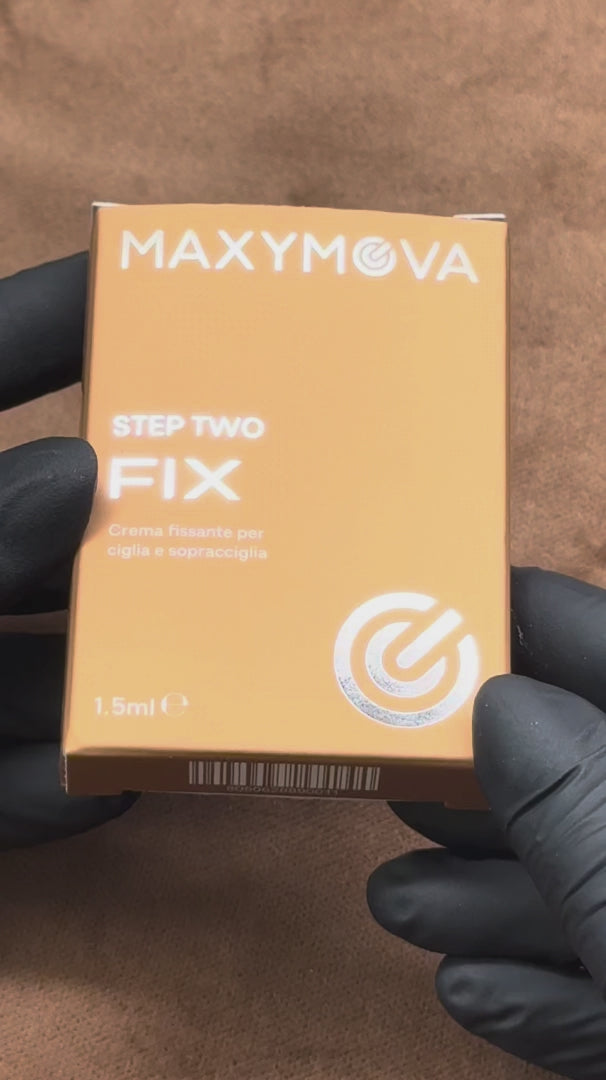 MAXYMOVA
STEP TWO
FIX
Crema fissante per
ciglia e sopracciglia
1.5ml ℮